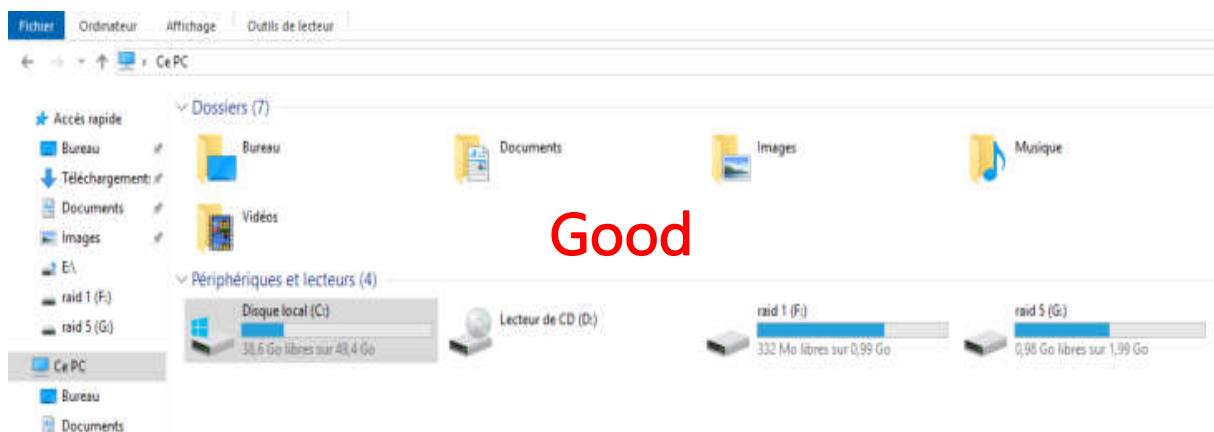 Fichier Ordinateur Affichage Outils de lecteur
Ce PC
Accès rapide
Bureau
Téléchargement:
Documents
Images
E:\
raid 1 (F:)
raid 5 (G:)
Ce PC
Bureau
Documents
Dossiers (7)
Bureau
Documents
Images
Musique
Vidéos
Good
Périphériques et lecteurs (4)
Disque local (C:)
38,6 Go libres sur 49,4 Go
Lecteur de CD (D:)
raid 1 (F:)
332 Mo libres sur 0,99 Go
raid 5 (G:)
0,98 Go libres sur 1,99 Go